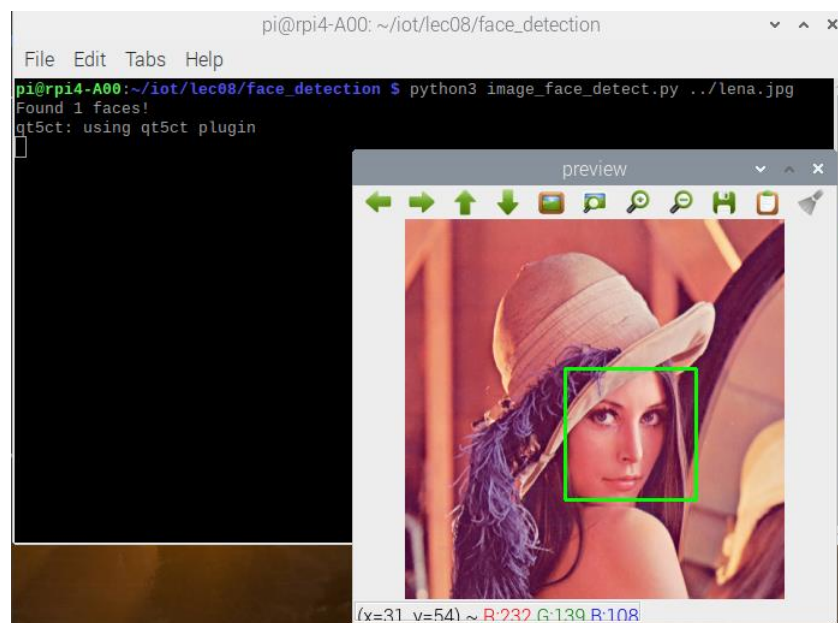 pi@rpi4-A00: ~/iot/lec08/face_detection
File Edit Tabs Help
pi@rpi4-A00:~/iot/lec08/face_detection $ python3 image_face_detect.py ../lena.jpg
Found 1 faces!
qt5ct: using qt5ct plugin
preview
(x=31, y=54) ~ R:232 G:139 B:108